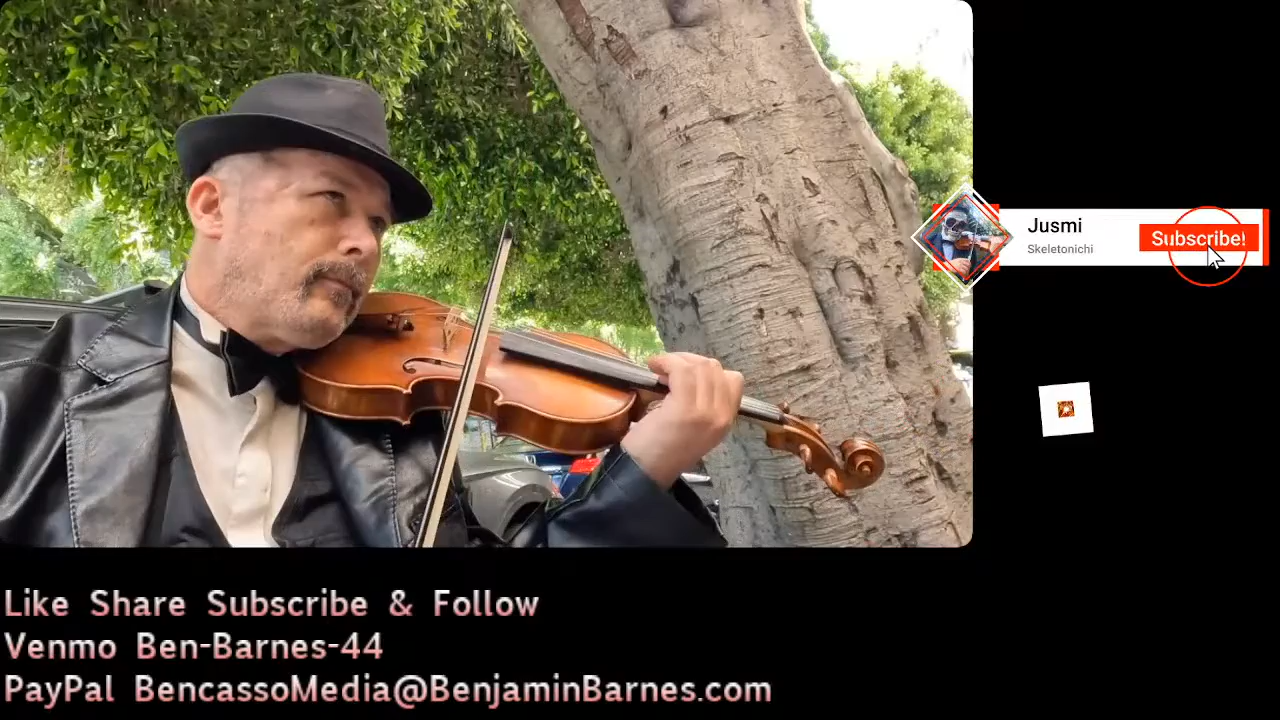 Jusmi
Skeletonichi
Subscribe!
Like Share Subscribe & Follow
Venmo Ben-Barnes-44
PayPal BencassoMedia@BenjaminBarnes.com